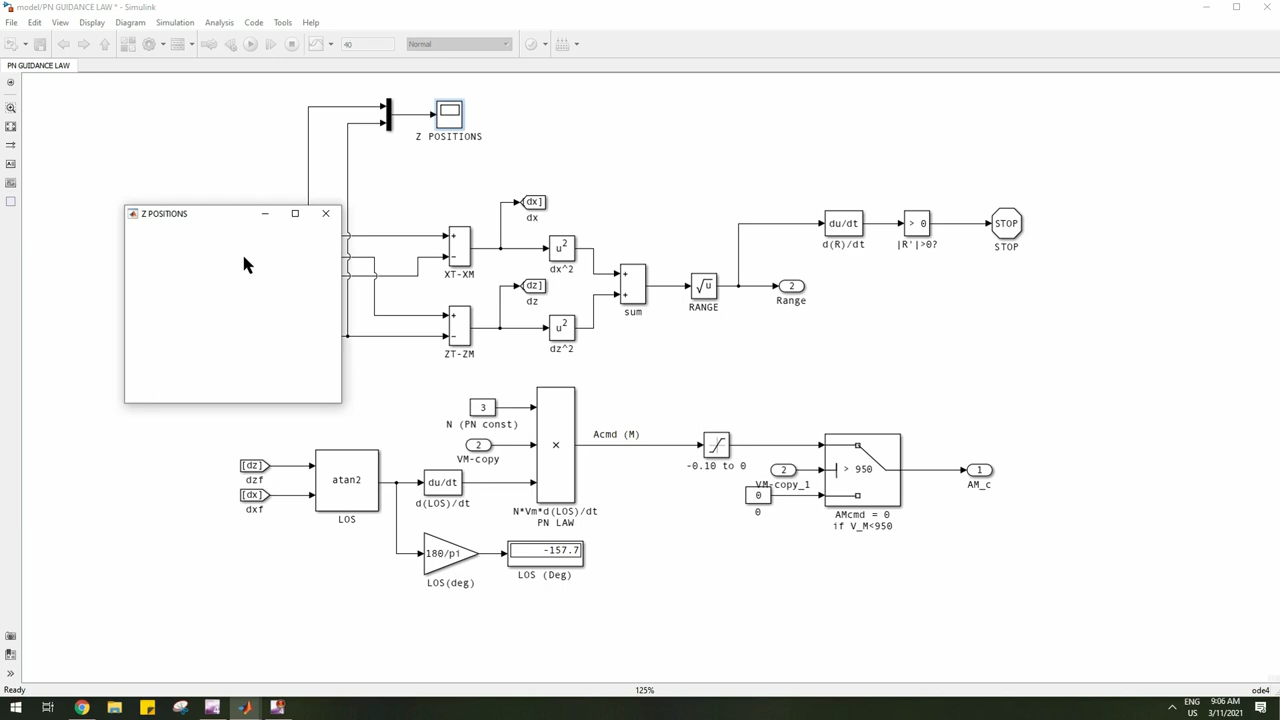 model/PN GUIDANCE LAW * - Simulink
File Edit View Display Diagram Simulation Analysis Code Tools Help
40 Normal
PN GUIDANCE LAW
Z POSITIONS
Z POSITIONS
[dx]
dx
+
-
XT-XM
u2
dx^2
[dz]
dz
+
-
ZT-ZM
u2
dz^2
+
+
sum
√u
RANGE
2
Range
du/dt
d(R)/dt
> 0
|R'|>0?
STOP
STOP
3
N (PN const)
2
VM-copy
×
N*Vm*d(LOS)/dt
PN LAW
Acmd (M)
-0.10 to 0
2
VM-copy_1
0
0
> 950
AMcmd = 0
if V_M<950
1
AM_c
[dz]
dzf
[dx]
dxf
atan2
LOS
du/dt
d(LOS)/dt
180/pi
LOS(deg)
-157.7
LOS (Deg)
Ready 125% ode4
ENG
US
9:06 AM
3/11/2021